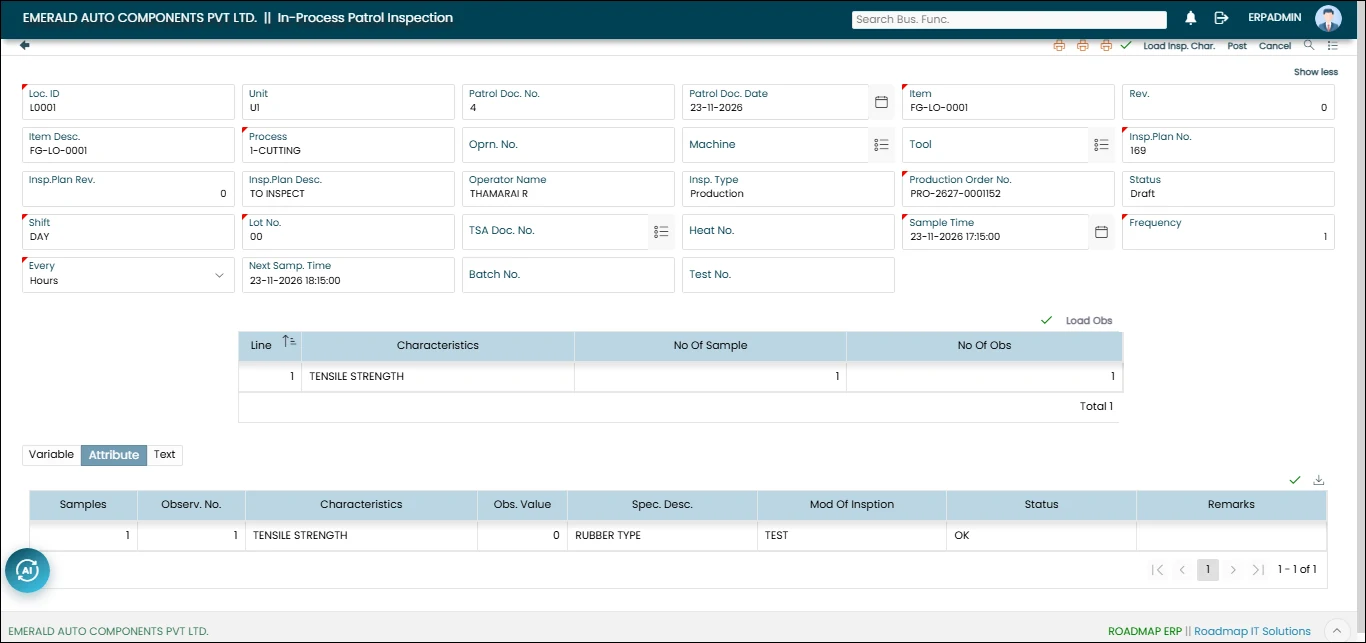 EMERALD AUTO COMPONENTS PVT LTD. || In-Process Patrol Inspection
Search Bus. Func.
ERPADMIN
Load Insp. Char. Post Cancel
Show less
Loc. ID
L0001
Unit
U1
Patrol Doc. No.
4
Patrol Doc. Date
23-11-2026
Item
FG-LO-0001
Rev.
0
Item Desc.
FG-LO-0001
Process
1-CUTTING
Oprn. No.
Machine
Tool
Insp.Plan No.
169
Insp.Plan Rev.
0
Insp.Plan Desc.
TO INSPECT
Operator Name
THAMARAI R
Insp. Type
Production
Production Order No.
PRO-2627-0001152
Status
Draft
Shift
DAY
Lot No.
00
TSA Doc. No.
Heat No.
Sample Time
23-11-2026 17:15:00
Frequency
1
Every
Hours
Next Samp. Time
23-11-2026 18:15:00
Batch No.
Test No.
Load Obs
Line Characteristics No Of Sample No Of Obs
1 TENSILE STRENGTH 1 1
Total 1
Variable Attribute Text
Samples Observ. No. Characteristics Obs. Value Spec. Desc. Mod Of Insption Status Remarks
1 1 TENSILE STRENGTH 0 RUBBER TYPE TEST OK
1 1 - 1 of 1
AI
EMERALD AUTO COMPONENTS PVT LTD.
ROADMAP ERP || Roadmap IT Solutions